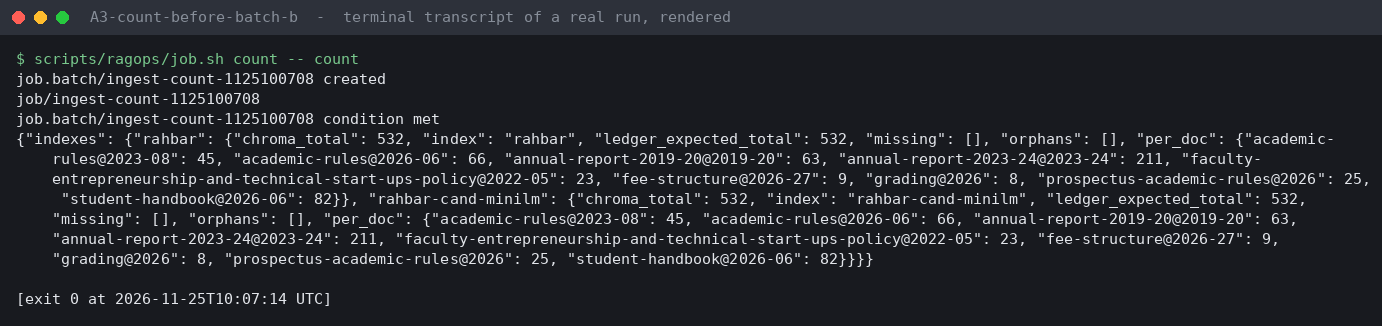 A3-count-before-batch-b  -  terminal transcript of a real run, rendered
$ scripts/ragops/job.sh count -- count
job.batch/ingest-count-1125100708 created
job/ingest-count-1125100708
job.batch/ingest-count-1125100708 condition met
{"indexes": {"rahbar": {"chroma_total": 532, "index": "rahbar", "ledger_expected_total": 532, "missing": [], "orphans": [], "per_doc": {"academic-
rules@2023-08": 45, "academic-rules@2026-06": 66, "annual-report-2019-20@2019-20": 63, "annual-report-2023-24@2023-24": 211, "faculty-
entrepreneurship-and-technical-start-ups-policy@2022-05": 23, "fee-structure@2026-27": 9, "grading@2026": 8, "prospectus-academic-rules@2026": 25,
"student-handbook@2026-06": 82}}, "rahbar-cand-minilm": {"chroma_total": 532, "index": "rahbar-cand-minilm", "ledger_expected_total": 532,
"missing": [], "orphans": [], "per_doc": {"academic-rules@2023-08": 45, "academic-rules@2026-06": 66, "annual-report-2019-20@2019-20": 63,
"annual-report-2023-24@2023-24": 211, "faculty-entrepreneurship-and-technical-start-ups-policy@2022-05": 23, "fee-structure@2026-27": 9,
"grading@2026": 8, "prospectus-academic-rules@2026": 25, "student-handbook@2026-06": 82}}}}
[exit 0 at 2026-11-25T10:07:14 UTC]